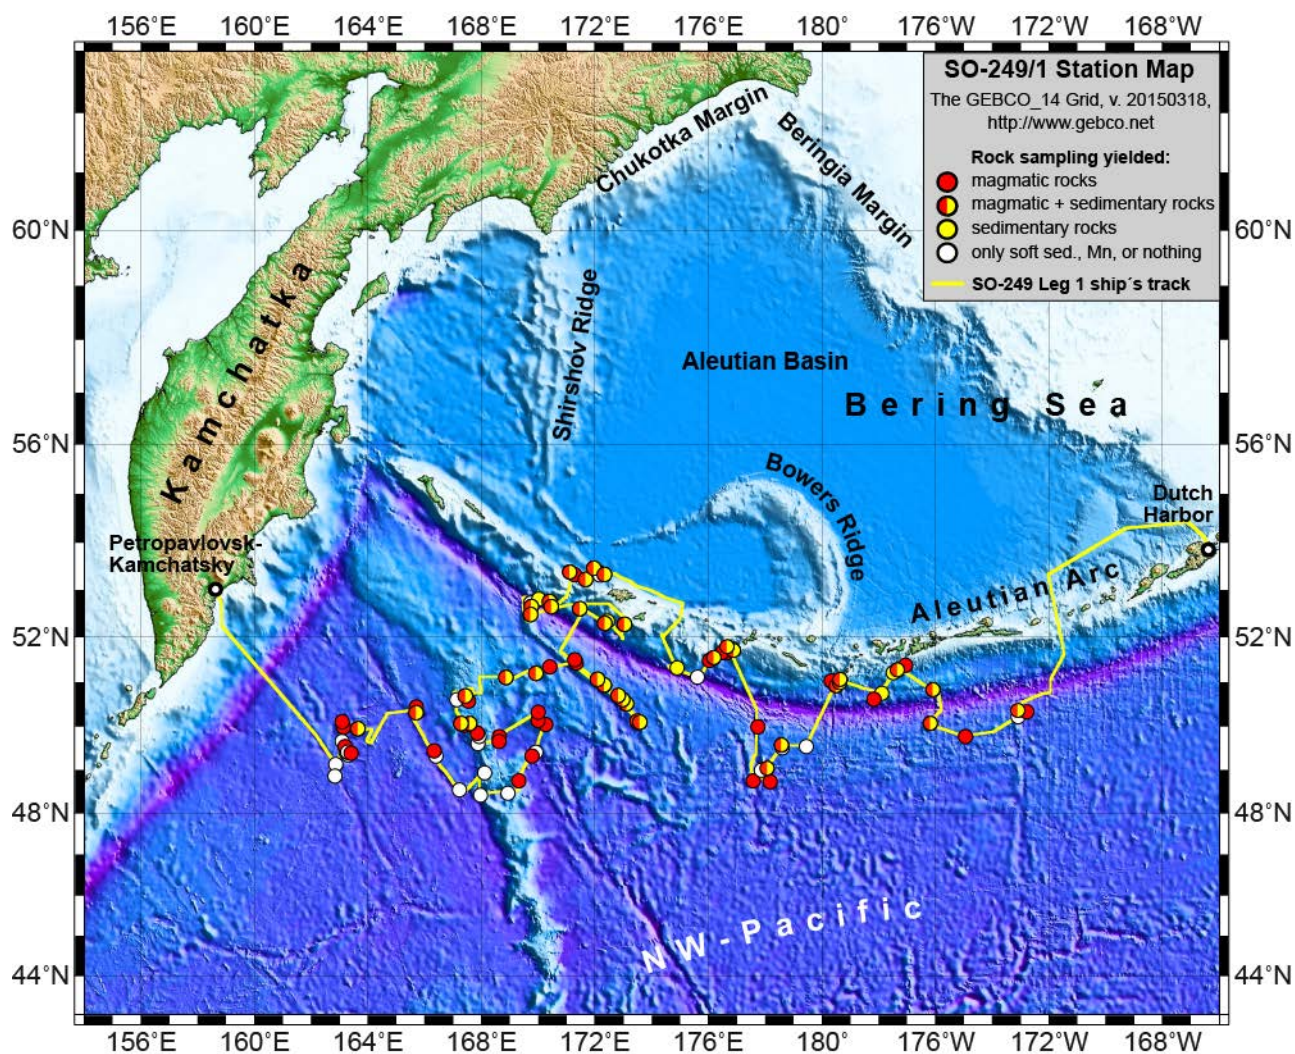 156°E 160°E 164°E 168°E 172°E 176°E 180° 176°W 172°W 168°W
SO-249/1 Station Map
The GEBCO_14 Grid, v. 20150318,
http://www.gebco.net
Rock sampling yielded:
magmatic rocks
magmatic + sedimentary rocks
sedimentary rocks
only soft sed., Mn, or nothing
SO-249 Leg 1 ship´s track
Chukotka Margin
Beringia Margin
60°N 60°N
Kamchatka
Shirshov Ridge
Aleutian Basin
Bering Sea
56°N 56°N
Bowers Ridge
Dutch
Harbor
Petropavlovsk-
Kamchatsky
Aleutian Arc
52°N 52°N
48°N 48°N
NW-Pacific
44°N 44°N
156°E 160°E 164°E 168°E 172°E 176°E 180° 176°W 172°W 168°W